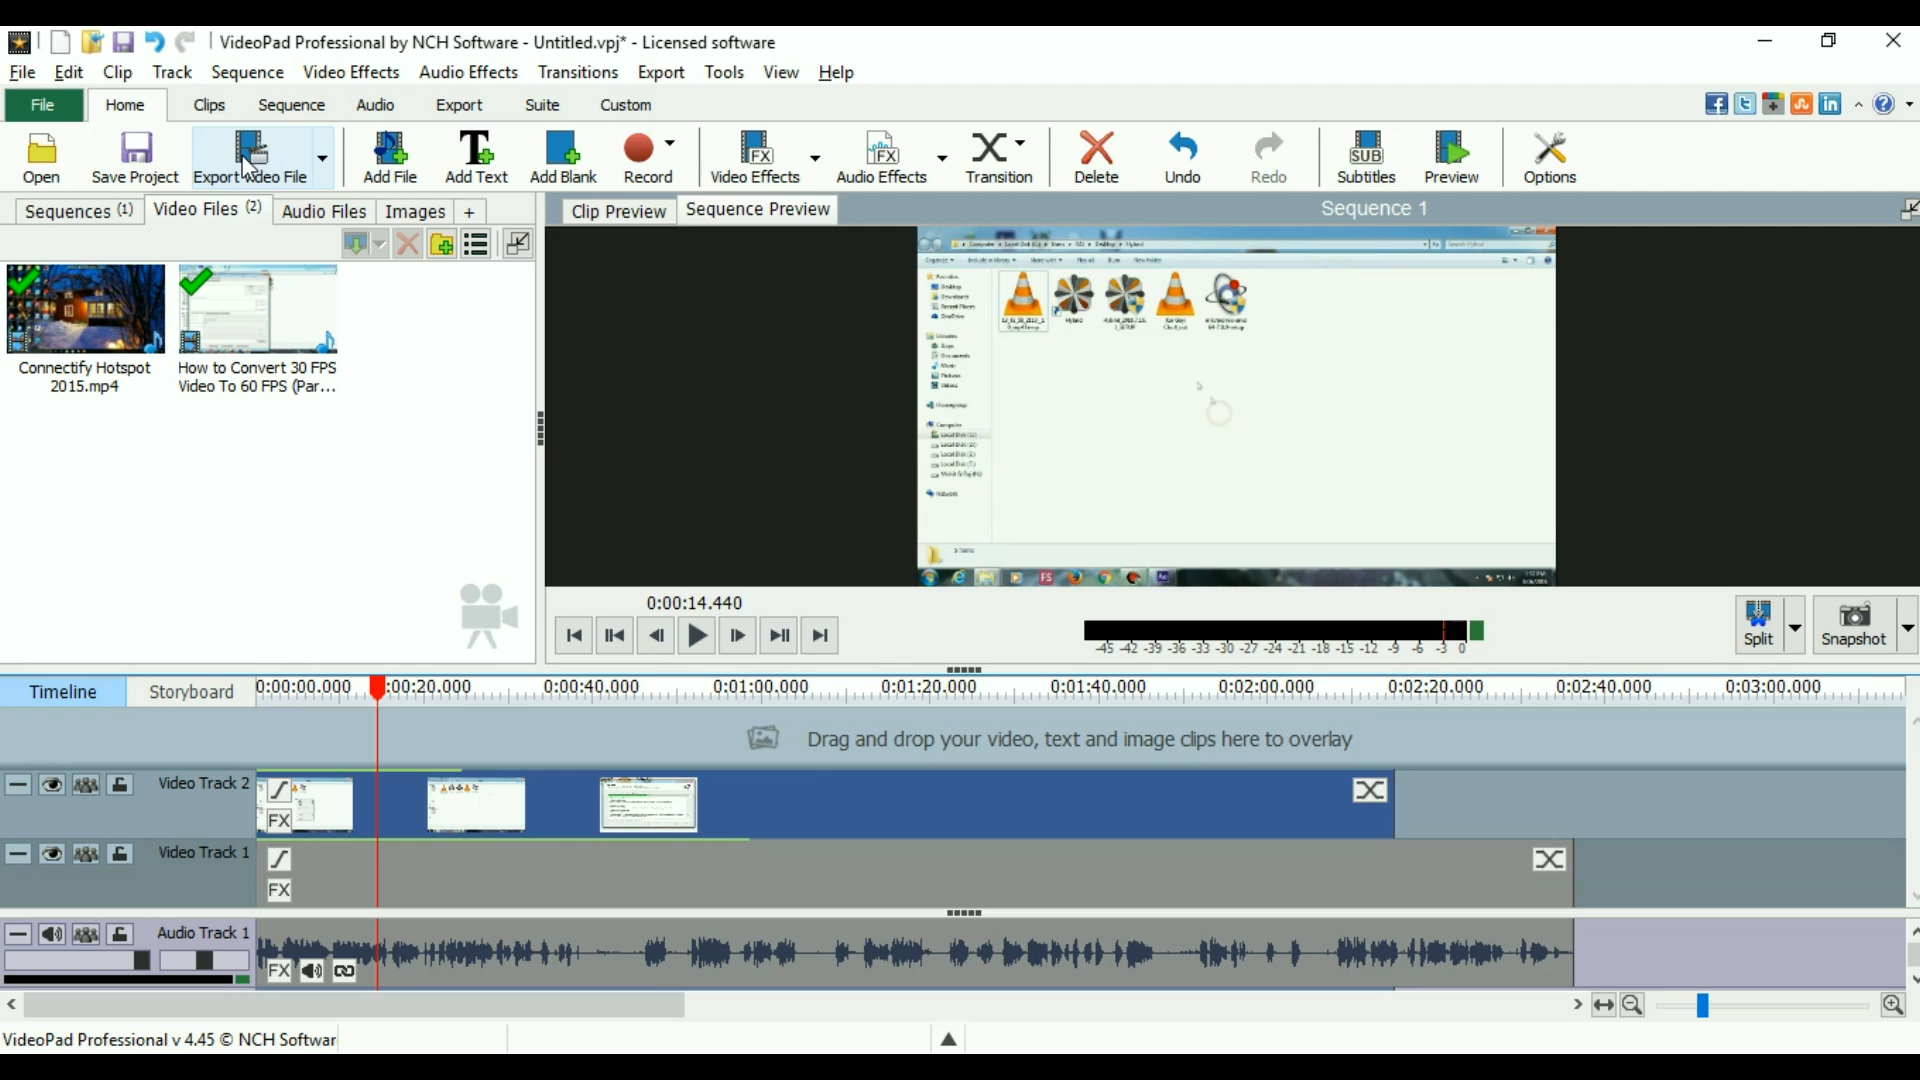 VideoPad Professional by NCH Software - Untitled.vpj* - Licensed software
File Edit Clip Track Sequence Video Effects Audio Effects Transitions Export Tools View Help
File Home Clips Sequence Audio Export Suite Custom
Open Save Project Export Video File Add File Add Text Add Blank Record Video Effects Audio Effects Transition Delete Undo Redo Subtitles Preview Options
Sequences (1) Video Files (2) Audio Files Images +
Clip Preview Sequence Preview Sequence 1
Connectify Hotspot
2015.mp4
How to Convert 30 FPS
Video To 60 FPS (Par...
0:00:14.440
-45 -42 -39 -36 -33 -30 -27 -24 -21 -18 -15 -12 -9 -6 -3 0
Split Snapshot
Timeline Storyboard
0:00:00.000 :00:20.000 0:00:40.000 0:01:00.000 0:01:20.000 0:01:40.000 0:02:00.000 0:02:20.000 0:02:40.000 0:03:00.000
Drag and drop your video, text and image clips here to overlay
Video Track 2
FX
Video Track 1
FX
Audio Track 1
FX
VideoPad Professional v 4.45 © NCH Softwar